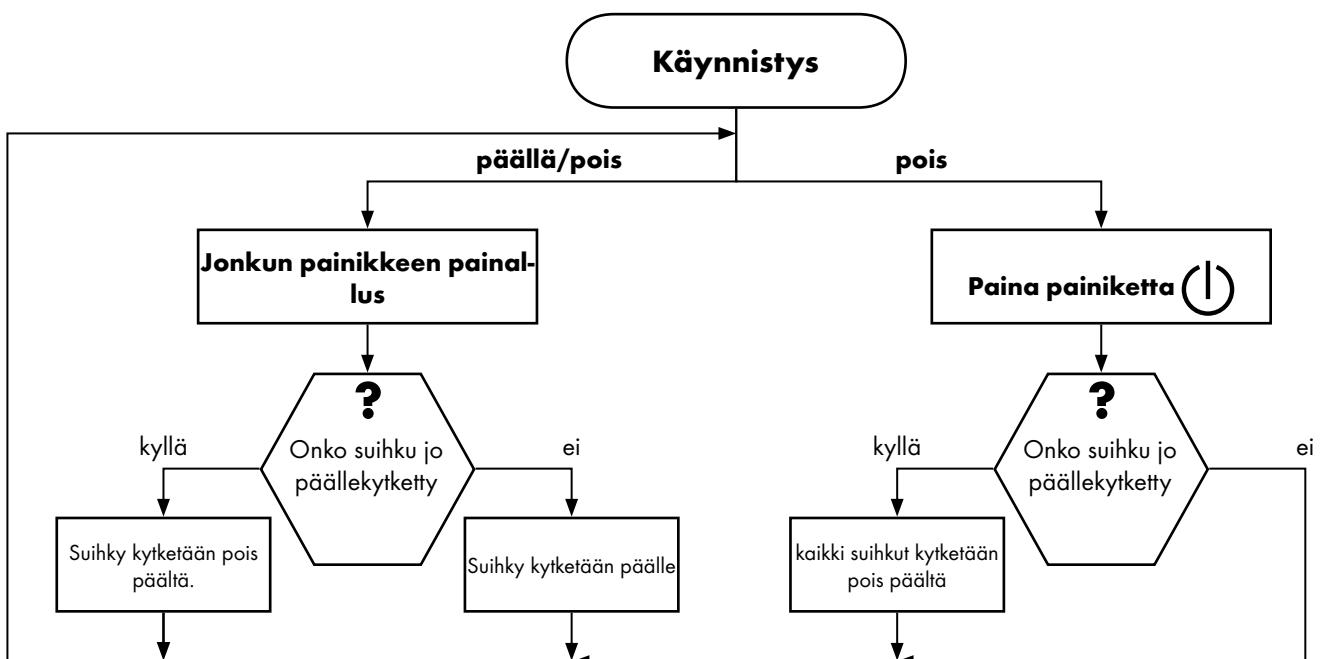 Käynnistys
päällä/pois
pois
Jonkun painikkeen painal-
lus
Paina painiketta
?
Onko suihku jo
päällekytketty
kyllä
ei
?
Onko suihku jo
päällekytketty
kyllä
ei
Suihky kytketään pois
päältä.
Suihky kytketään päälle
kaikki suihkut kytketään
pois päältä